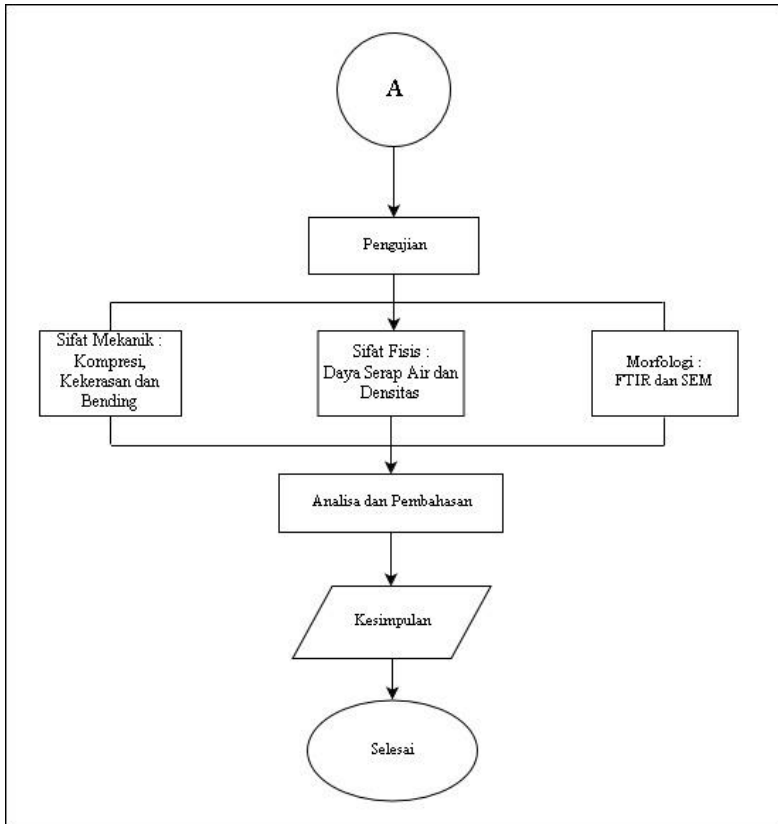 A
Pengujian
Sifat Mekanik :
Kompresi,
Kekerasan dan
Bending
Sifat Fisis :
Daya Serap Air dan
Densitas
Morfologi :
FTIR dan SEM
Analisa dan Pembahasan
Kesimpulan
Selesai